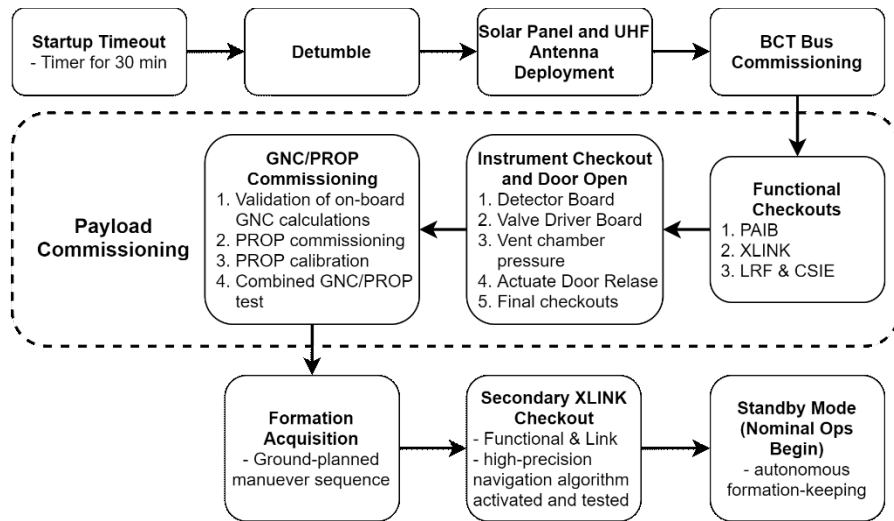 Startup Timeout
- Timer for 30 min
Detumble
Solar Panel and UHF
Antenna
Deployment
BCT Bus
Commissioning
Payload
Commissioning
Functional
Checkouts
1. PAIB
2. XLINK
3. LRF & CSIE
Instrument Checkout
and Door Open
1. Detector Board
2. Valve Driver Board
3. Vent chamber
pressure
4. Actuate Door Relase
5. Final checkouts
GNC/PROP
Commissioning
1. Validation of on-board
GNC calculations
2. PROP commissioning
3. PROP calibration
4. Combined GNC/PROP
test
Formation
Acquisition
- Ground-planned
manuever sequence
Secondary XLINK
Checkout
- Functional & Link
- high-precision
navigation algorithm
activated and tested
Standby Mode
(Nominal Ops
Begin)
- autonomous
formation-keeping